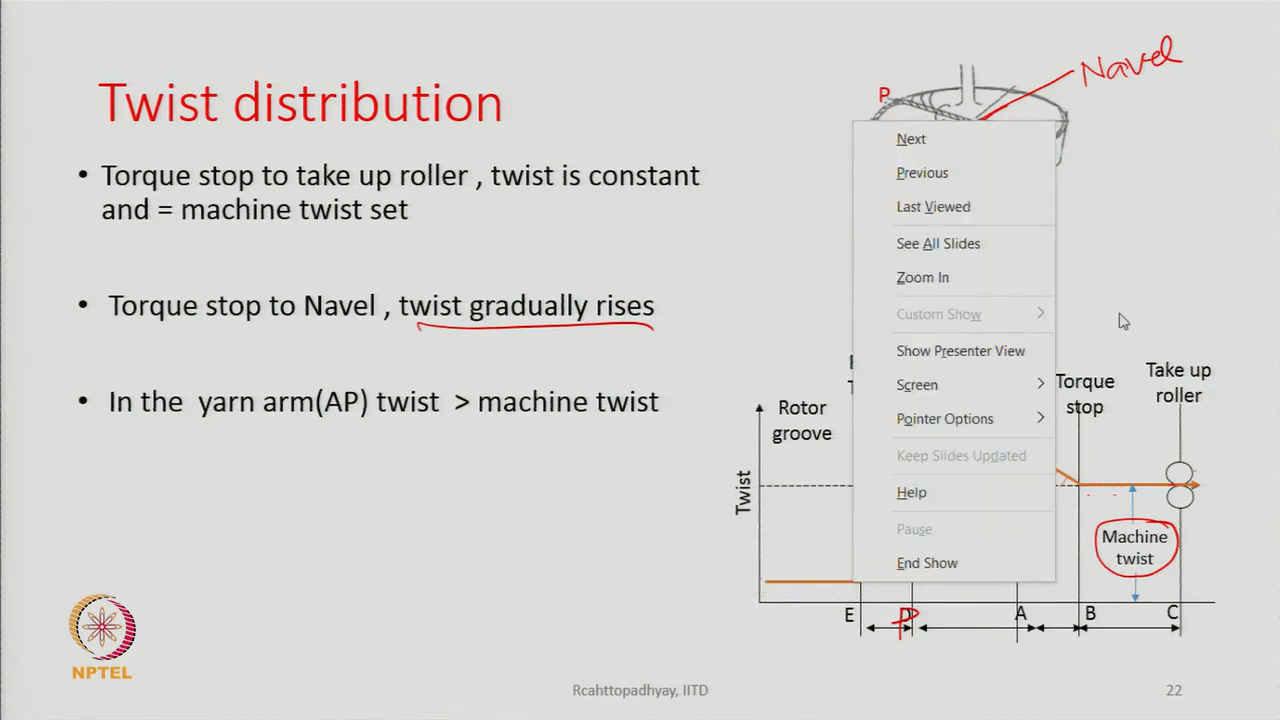 Twist distribution
Navel
P
• Torque stop to take up roller , twist is constant
and = machine twist set
• Torque stop to Navel , twist gradually rises
• In the yarn arm(AP) twist > machine twist
Next
Previous
Last Viewed
See All Slides
Zoom In
Custom Show
Show Presenter View
Screen
Pointer Options
Keep Slides Updated
Help
Pause
End Show
Rotor
groove
Torque
stop
Take up
roller
Twist
Machine
twist
E
P
A
B
C
NPTEL
Rcahttopadhyay, IITD
22